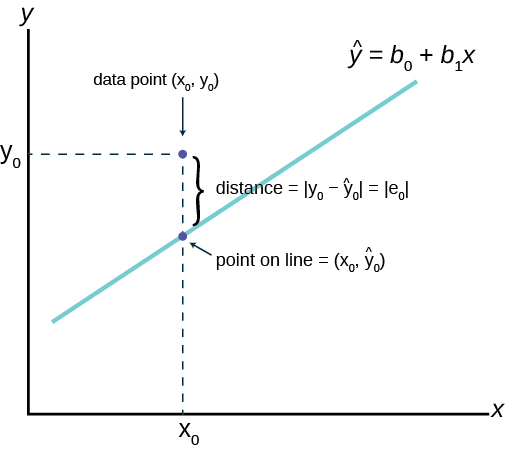 y
ŷ = b₀ + b₁x
data point (x₀, y₀)
y₀
distance = |y₀ − ŷ₀| = |e₀|
point on line = (x₀, ŷ₀)
x
x₀